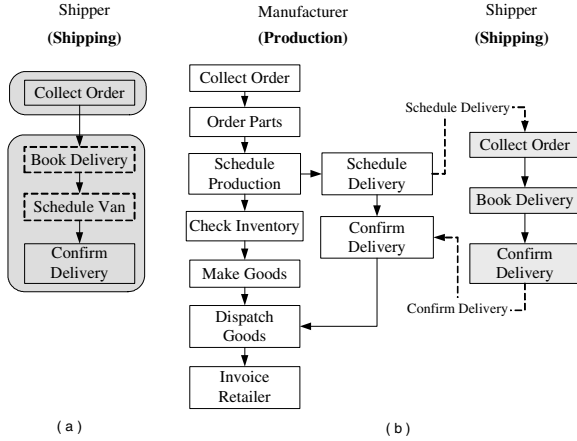 Shipper
(Shipping)
Collect Order
Book Delivery
Schedule Van
Confirm
Delivery
( a )
Manufacturer
(Production)
Collect Order
Order Parts
Schedule
Production
Check Inventory
Make Goods
Dispatch
Goods
Invoice
Retailer
Schedule
Delivery
Confirm
Delivery
Schedule Delivery
Confirm Delivery
Shipper
(Shipping)
Collect Order
Book Delivery
Confirm
Delivery
( b )